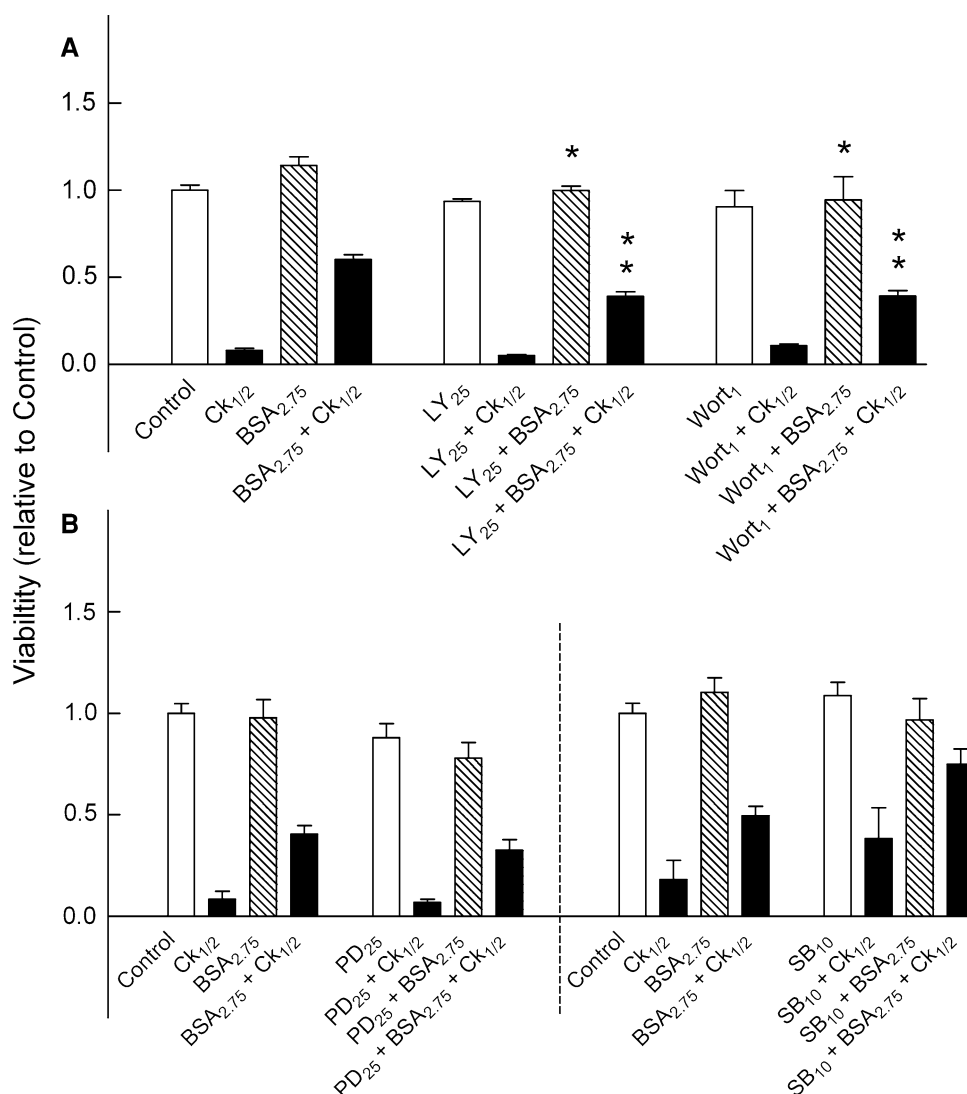 A
1.5
1.0
0.5
0.0
*
*
*
*
*
*
Control
Ck1/2
BSA2.75
BSA2.75 + Ck1/2
LY25
LY25 + Ck1/2
LY25 + BSA2.75
LY25 + BSA2.75 + Ck1/2
Wort1
Wort1 + Ck1/2
Wort1 + BSA2.75
Wort1 + BSA2.75 + Ck1/2
Viabiltity (relative to Control)
B
1.5
1.0
0.5
0.0
Control
Ck1/2
BSA2.75
BSA2.75 + Ck1/2
PD25
PD25 + Ck1/2
PD25 + BSA2.75
PD25 + BSA2.75 + Ck1/2
Control
Ck1/2
BSA2.75
BSA2.75 + Ck1/2
SB10
SB10 + Ck1/2
SB10 + BSA2.75
SB10 + BSA2.75 + Ck1/2